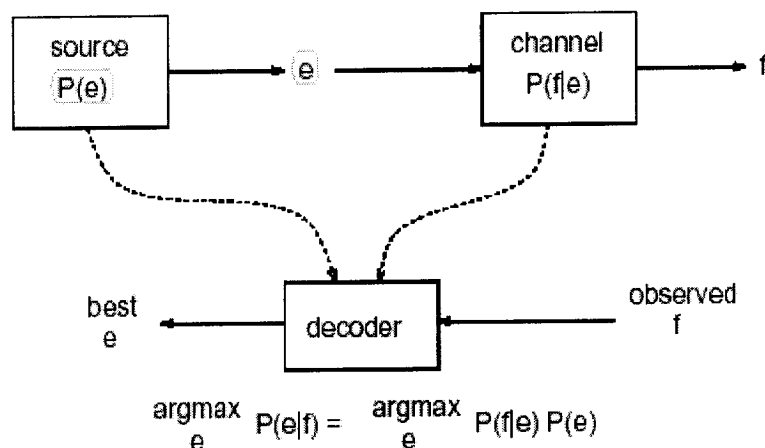 source
P(e)
e
channel
P(f|e)
f
best
e
decoder
observed
f
argmax P(e|f) = argmax P(f|e) P(e)
e e